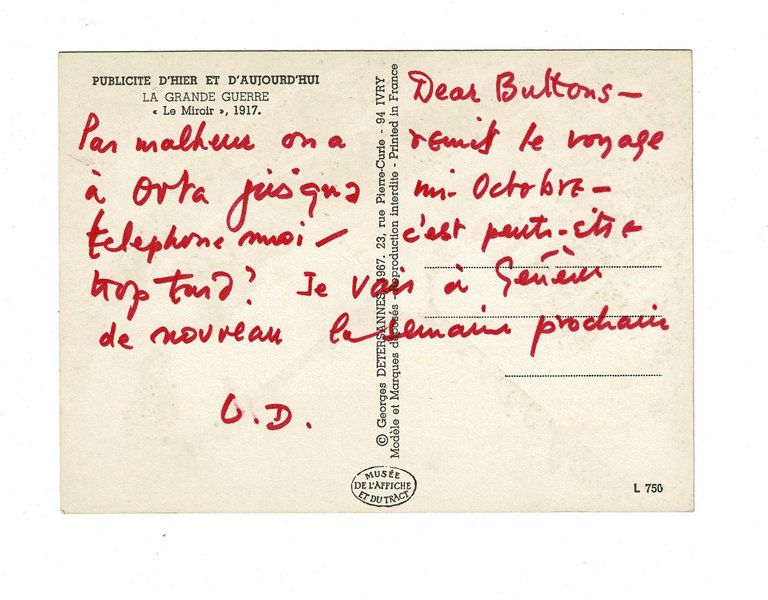 PUBLICITE D'HIER ET D'AUJOURD'HUI
LA GRANDE GUERRE
« Le Miroir », 1917.
Dear Buttons —
Par malheur on a remis le voyage
à Orta jusqua mi-Octobre —
telephone moi — c'est peut-être
trop tard? Je vais à Genève
de nouveau la semaine prochain
O.D.
© Georges DETERSANNES 1967. 23, rue Pierre-Curie - 94 IVRY
Modèle et Marques déposés - Reproduction interdite - Printed in France
MUSÉE
DE L'AFFICHE
ET DU TRACT
L 750